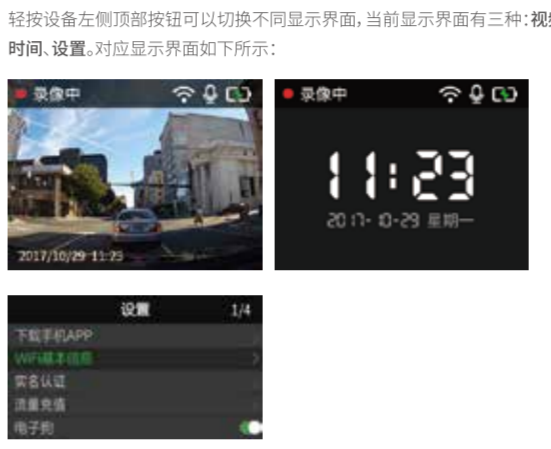 轻按设备左侧顶部按钮可以切换不同显示界面，当前显示界面有三种：视
时间、设置。对应显示界面如下所示：
录像中
2017/10/29 11:23
录像中
11:23
2017-10-29 星期一
设置 1/4
下载手机APP
WiFi基本信息
实名认证
流量充值
电子狗